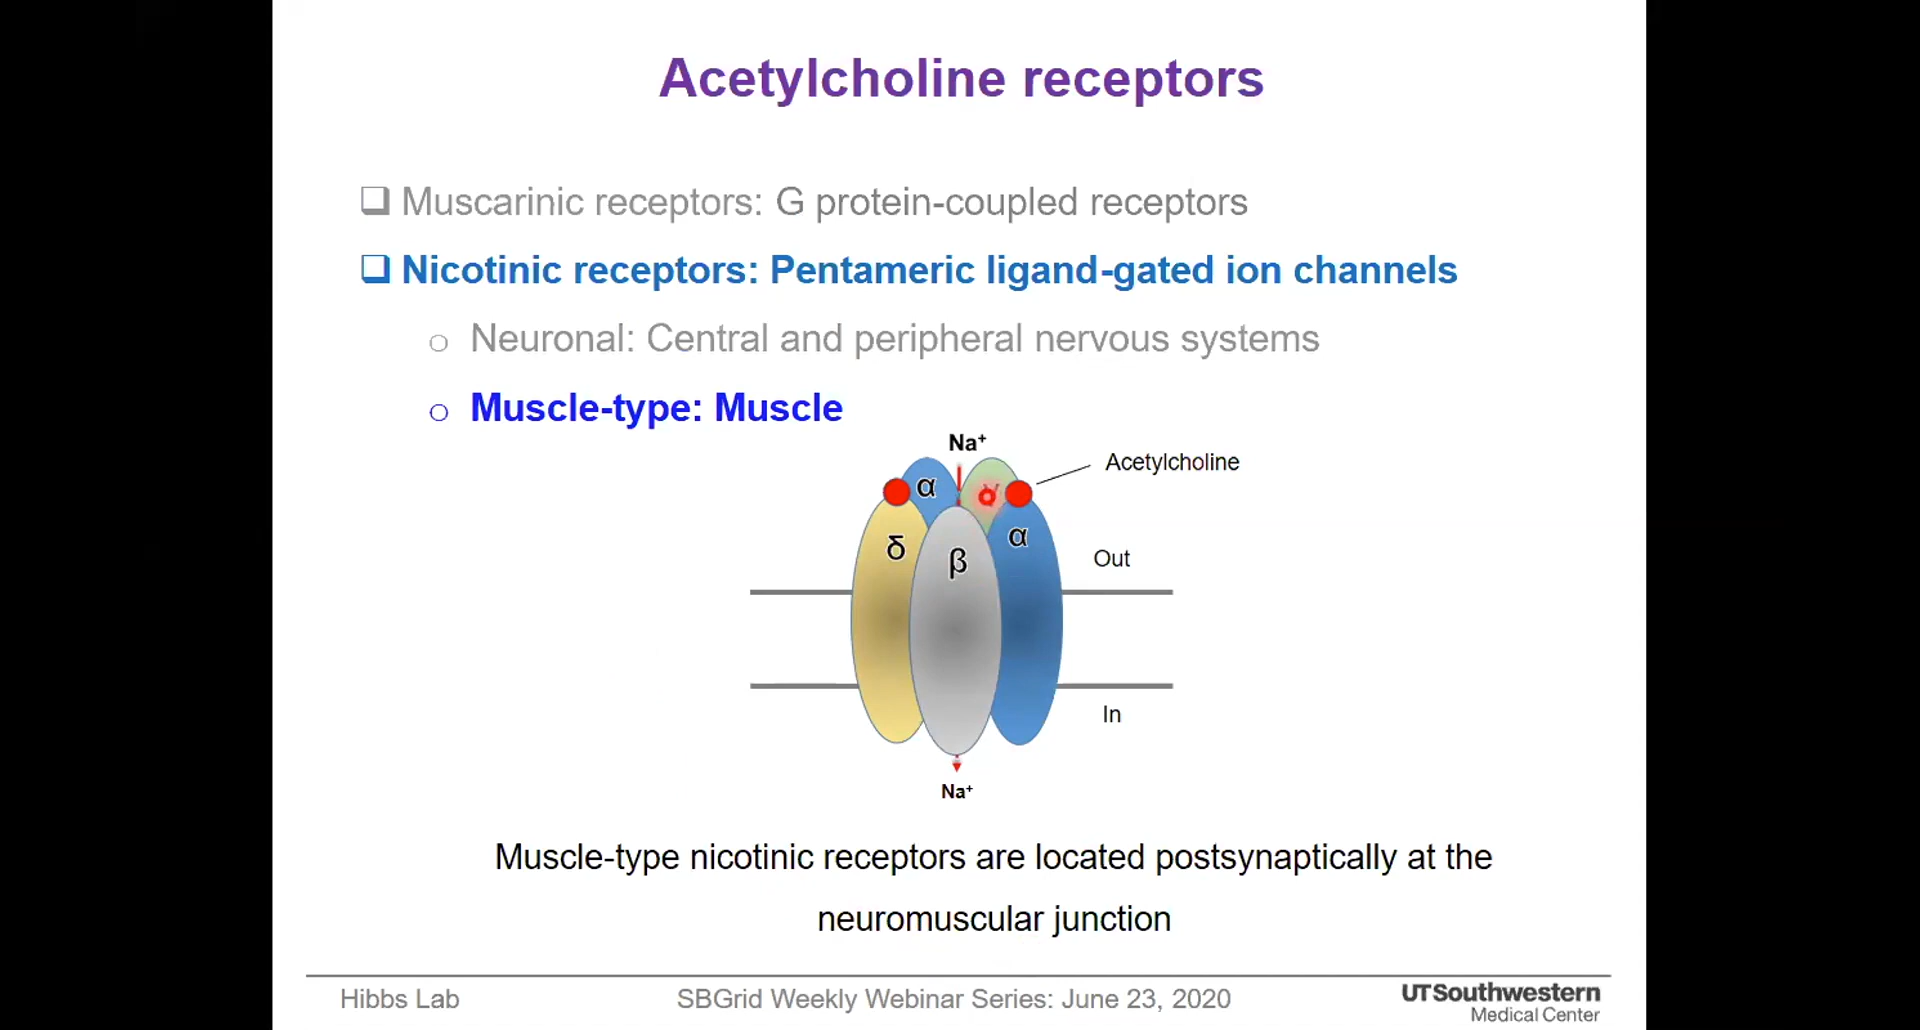 Acetylcholine receptors
Muscarinic receptors: G protein-coupled receptors
Nicotinic receptors: Pentameric ligand-gated ion channels
Neuronal: Central and peripheral nervous systems
Muscle-type: Muscle
Na⁺
Acetylcholine
α
δ
β
α
Out
In
Na⁺
Muscle-type nicotinic receptors are located postsynaptically at the
neuromuscular junction
Hibbs Lab
SBGrid Weekly Webinar Series: June 23, 2020
UTSouthwestern
Medical Center